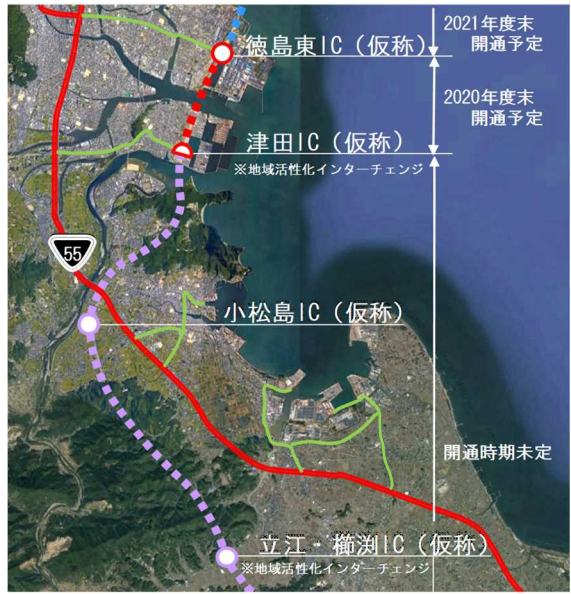 2021年度末
開通予定
徳島東IC（仮称）
2020年度末
開通予定
津田IC（仮称）
※地域活性化インターチェンジ
55
小松島IC（仮称）
開通時期未定
立江・櫛渕IC（仮称）
※地域活性化インターチェンジ